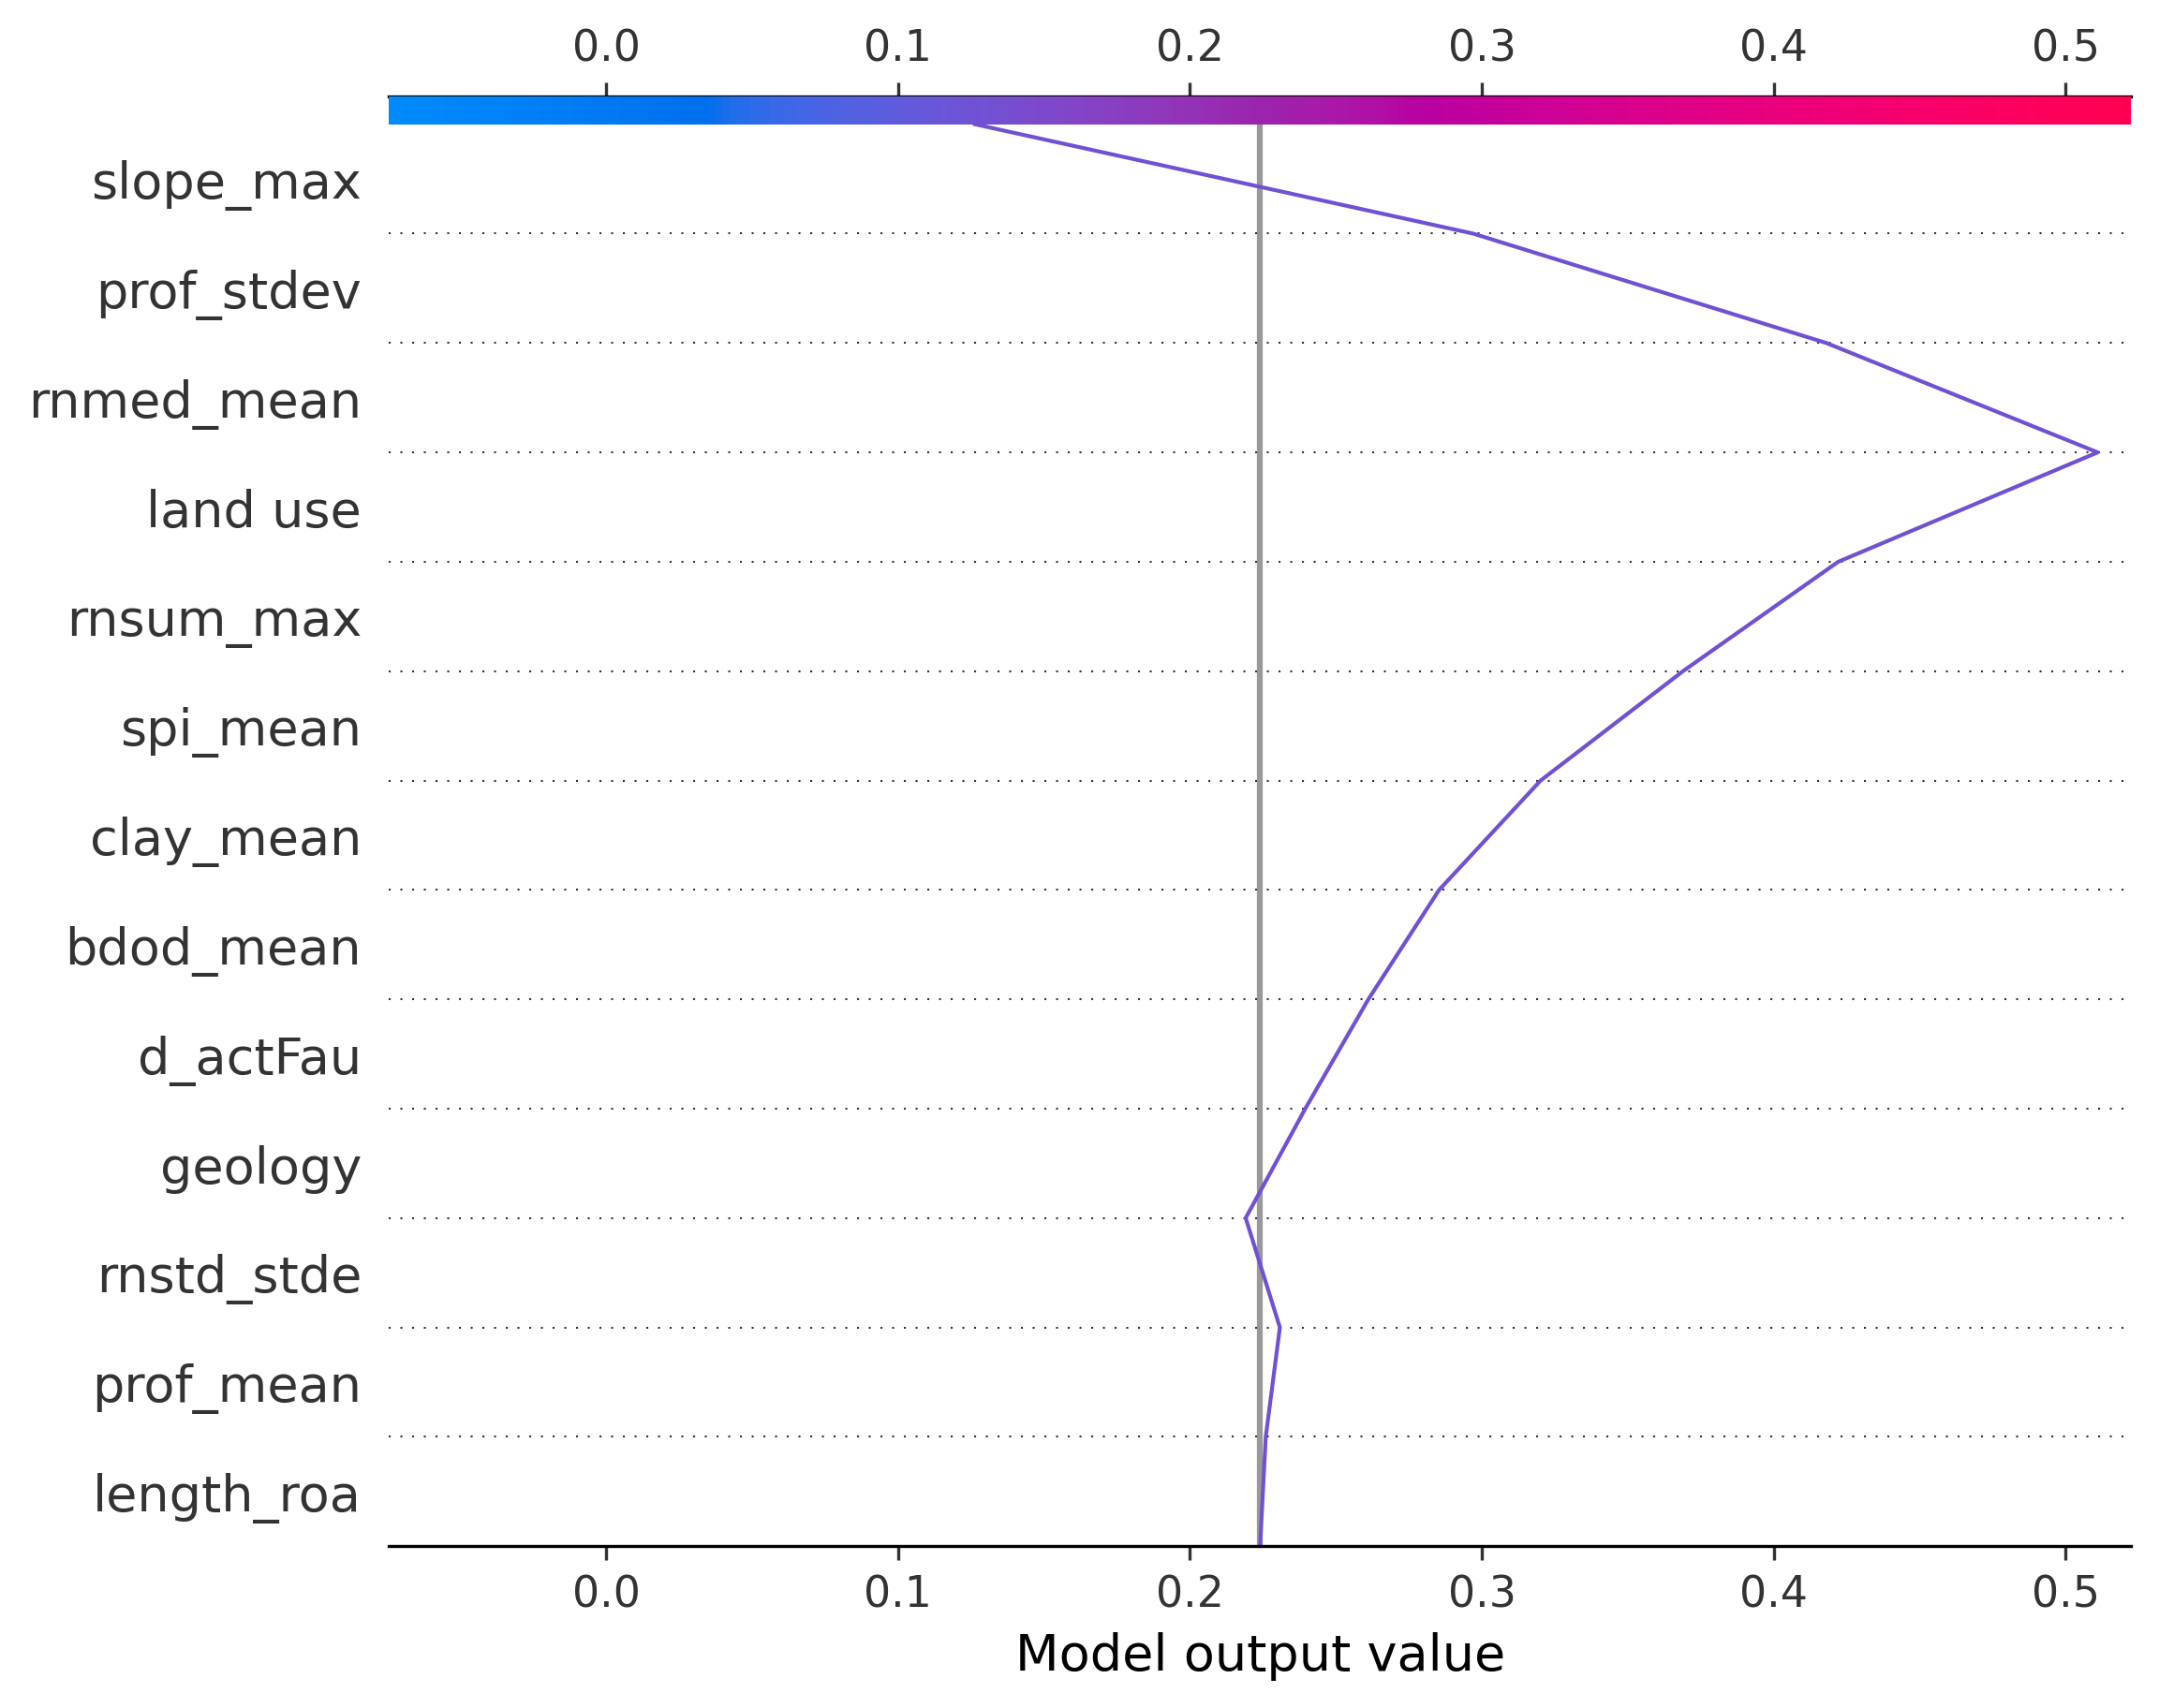 0.0 0.1 0.2 0.3 0.4 0.5
slope_max
prof_stdev
rnmed_mean
land use
rnsum_max
spi_mean
clay_mean
bdod_mean
d_actFau
geology
rnstd_stde
prof_mean
length_roa
0.0 0.1 0.2 0.3 0.4 0.5
Model output value